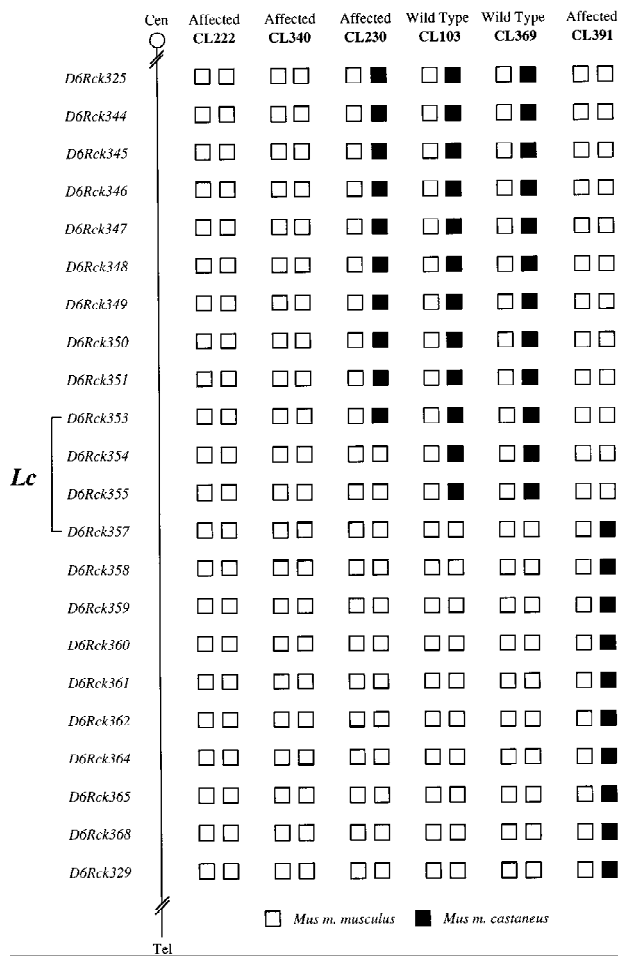 Cen Affected Affected Affected Wild Type Wild Type Affected
CL222 CL340 CL230 CL103 CL369 CL391
D6Rck325
D6Rck344
D6Rck345
D6Rck346
D6Rck347
D6Rck348
D6Rck349
D6Rck350
D6Rck351
D6Rck353
D6Rck354
Lc
D6Rck355
D6Rck357
D6Rck358
D6Rck359
D6Rck360
D6Rck361
D6Rck362
D6Rck364
D6Rck365
D6Rck368
D6Rck329
Mus m. musculus Mus m. castaneus
Tel